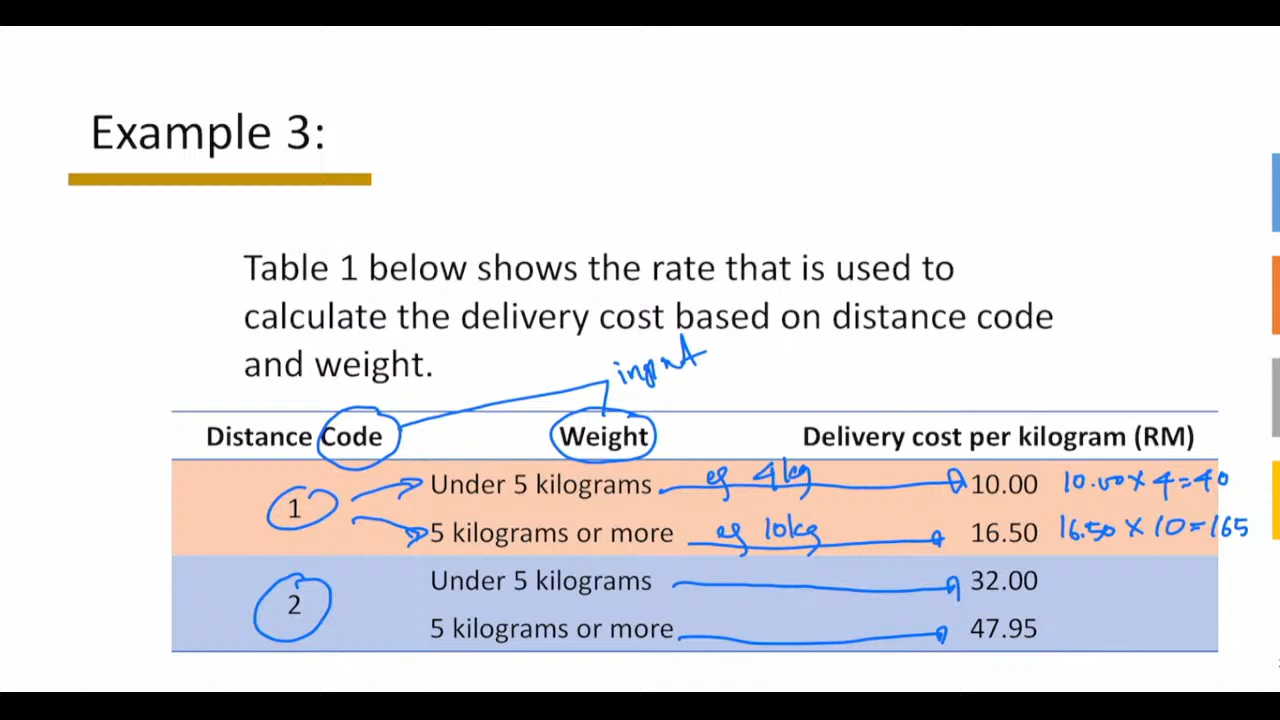 Example 3:
Table 1 below shows the rate that is used to
calculate the delivery cost based on distance code
and weight.
input
Distance Code Weight Delivery cost per kilogram (RM)
1 Under 5 kilograms eg 4kg 10.00 10.00 × 4 = 40
5 kilograms or more eg 10kg 16.50 16.50 × 10 = 165
2 Under 5 kilograms 32.00
5 kilograms or more 47.95